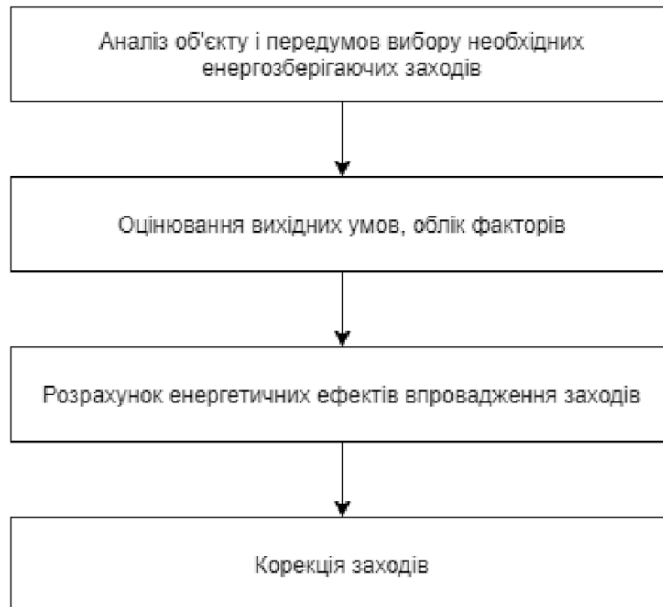 Аналіз об'єкту і передумов вибору необхідних
енергозберігаючих заходів
Оцінювання вихідних умов, облік факторів
Розрахунок енергетичних ефектів впровадження заходів
Корекція заходів